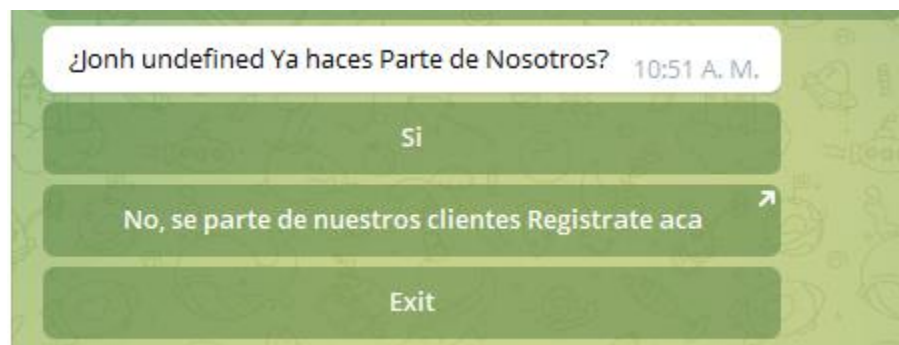 ¿Jonh undefined Ya haces Parte de Nosotros?
10:51 A. M.
Si
No, se parte de nuestros clientes Registrate aca
Exit